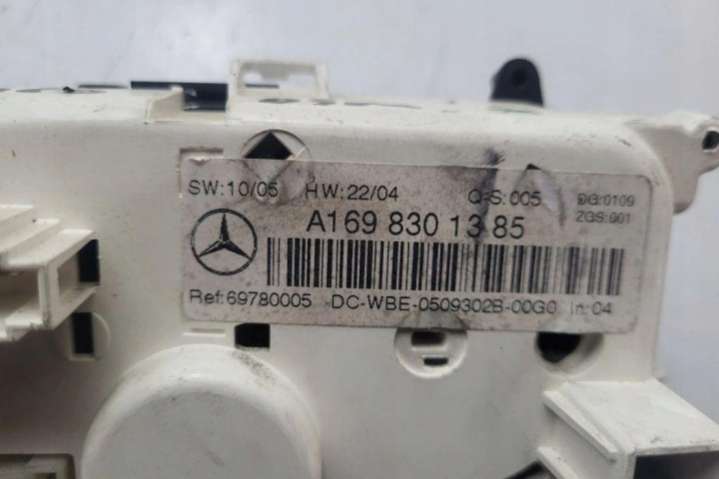 SW:10/05 HW:22/04 Q-S:005 DG:0109
ZGS:001
A169 830 13 85
Ref:69780005 DC-WBE-0509302B-00G0 In:04